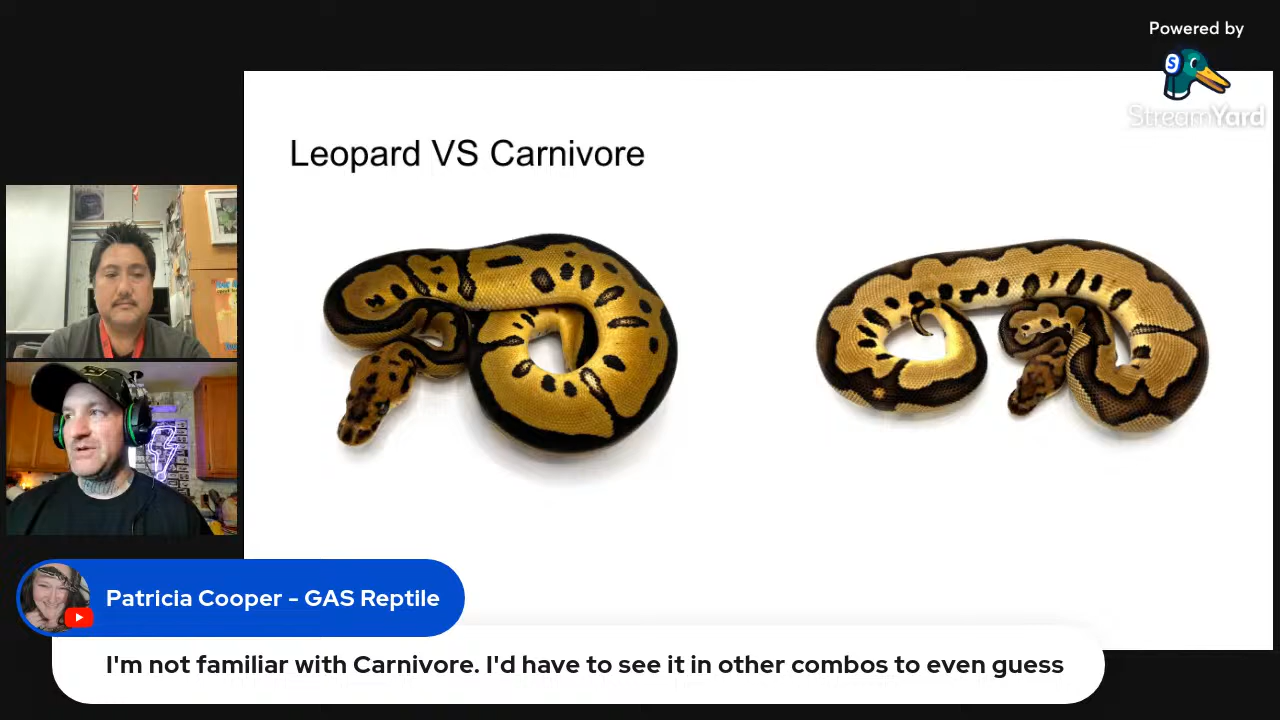 Powered by
StreamYard
Leopard VS Carnivore
Patricia Cooper - GAS Reptile
I'm not familiar with Carnivore. I'd have to see it in other combos to even guess